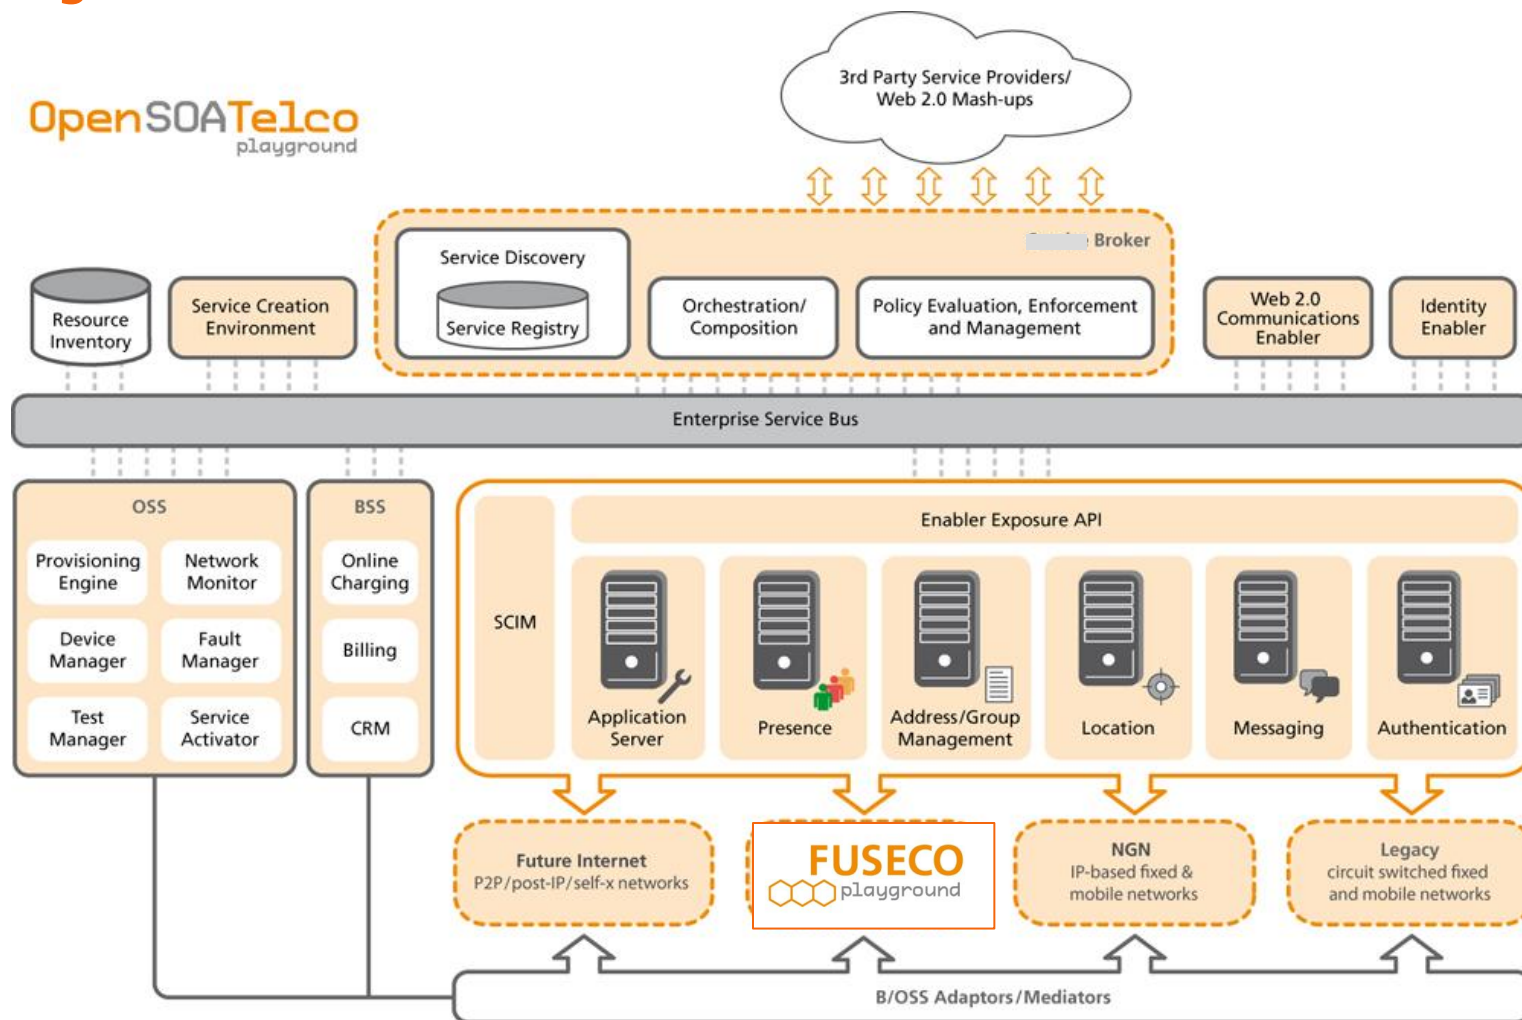 OpenSOATelco
playground
3rd Party Service Providers/
Web 2.0 Mash-ups
Broker
Service Discovery
Service Registry
Orchestration/
Composition
Policy Evaluation, Enforcement
and Management
Resource
Inventory
Service Creation
Environment
Web 2.0
Communications
Enabler
Identity
Enabler
Enterprise Service Bus
OSS
Provisioning
Engine
Network
Monitor
Device
Manager
Fault
Manager
Test
Manager
Service
Activator
BSS
Online
Charging
Billing
CRM
SCIM
Enabler Exposure API
Application
Server
Presence
Address/Group
Management
Location
Messaging
Authentication
Future Internet
P2P/post-IP/self-x networks
FUSECO
playground
NGN
IP-based fixed &
mobile networks
Legacy
circuit switched fixed
and mobile networks
B/OSS Adaptors/Mediators